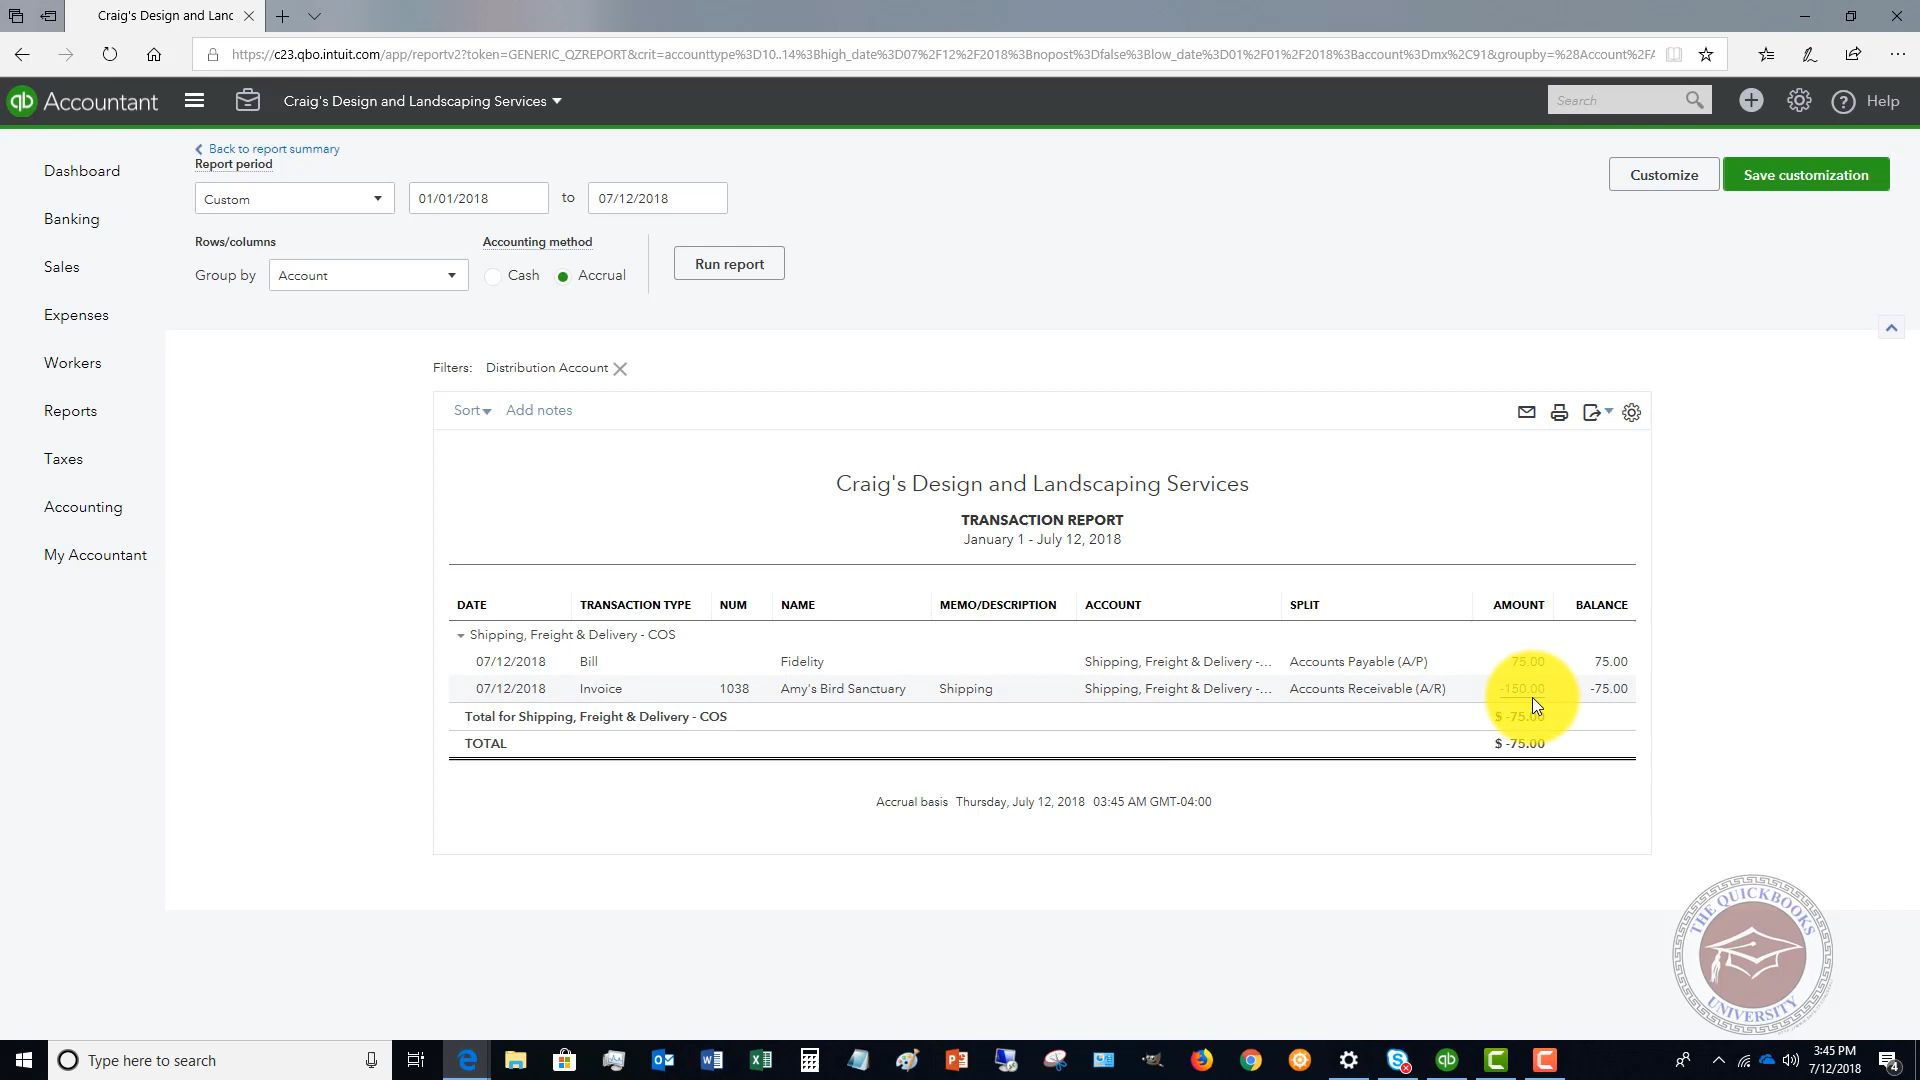 Craig's Design and Lanc
https://c23.qbo.intuit.com/app/reportv2?token=GENERIC_QZREPORT&crit=accounttype%3D10..14%3Bhigh_date%3D07%2F12%2F2018%3Bnopost%3Dfalse%3Blow_date%3D01%2F01%2F2018%3Baccount%3Dmx%2C91&groupby=%28Account%2FA
qb Accountant
Craig's Design and Landscaping Services
Search
Help
Dashboard
Banking
Sales
Expenses
Workers
Reports
Taxes
Accounting
My Accountant
Back to report summary
Report period
Custom 01/01/2018 to 07/12/2018
Customize Save customization
Rows/columns Accounting method
Group by Account Cash Accrual Run report
Filters: Distribution Account
Sort Add notes
Craig's Design and Landscaping Services
TRANSACTION REPORT
January 1 - July 12, 2018
DATE TRANSACTION TYPE NUM NAME MEMO/DESCRIPTION ACCOUNT SPLIT AMOUNT BALANCE
Shipping, Freight & Delivery - COS
07/12/2018 Bill Fidelity Shipping, Freight & Delivery -... Accounts Payable (A/P) 75.00 75.00
07/12/2018 Invoice 1038 Amy's Bird Sanctuary Shipping Shipping, Freight & Delivery -... Accounts Receivable (A/R) -150.00 -75.00
Total for Shipping, Freight & Delivery - COS $ -75.00
TOTAL $ -75.00
Accrual basis Thursday, July 12, 2018 03:45 AM GMT-04:00
THE QUICKBOOKS
UNIVERSITY
Type here to search
3:45 PM
7/12/2018
4